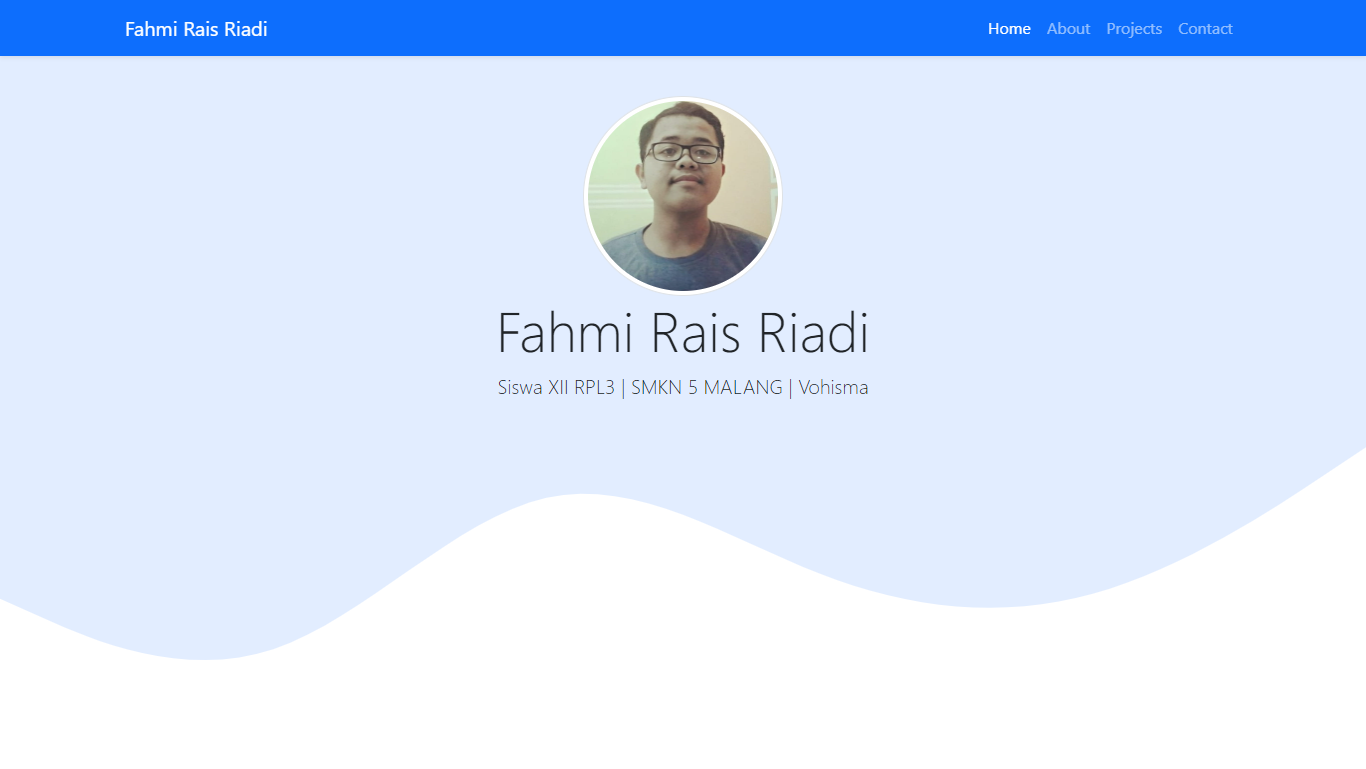 Fahmi Rais Riadi
Home About Projects Contact
Fahmi Rais Riadi
Siswa XII RPL3 | SMKN 5 MALANG | Vohisma